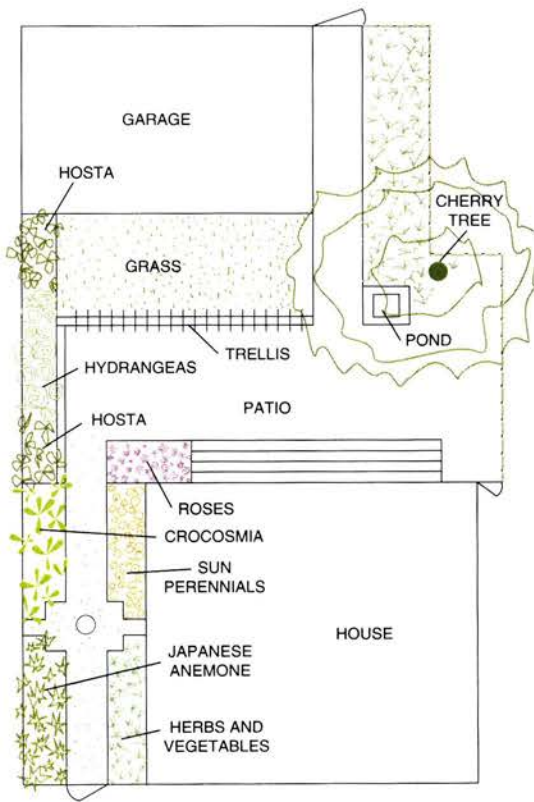 GARAGE
HOSTA
CHERRY
TREE
GRASS
POND
TRELLIS
HYDRANGEAS
PATIO
HOSTA
ROSES
CROCOSMIA
SUN
PERENNIALS
HOUSE
JAPANESE
ANEMONE
HERBS AND
VEGETABLES